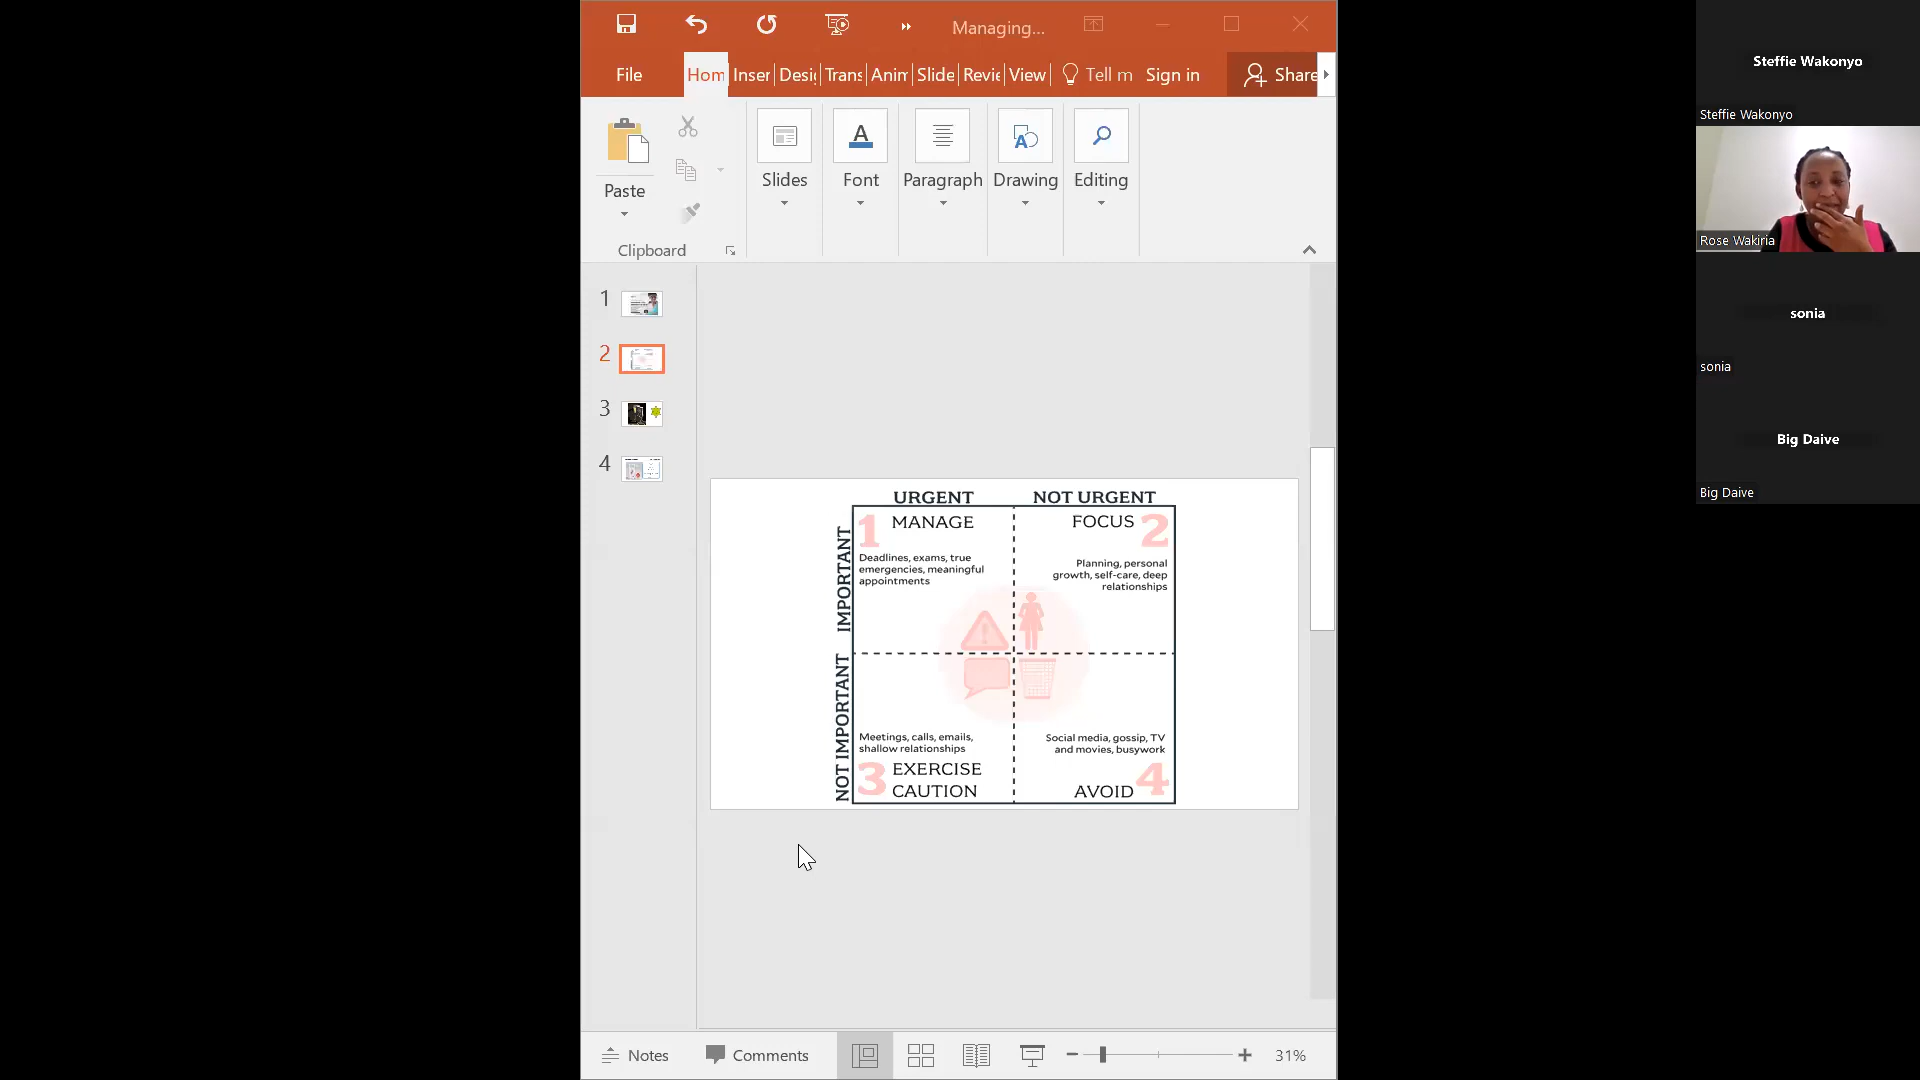 Managing...
File
Hom
Inser
Desi
Trans
Anim
Slide
Revie
View
Tell m
Sign in
Share
Paste
Clipboard
Slides
Font
Paragraph
Drawing
Editing
1
2
3
4
URGENT
NOT URGENT
IMPORTANT
NOT IMPORTANT
1 MANAGE
Deadlines, exams, true
emergencies, meaningful
appointments
FOCUS 2
Planning, personal
growth, self-care, deep
relationships
Meetings, calls, emails,
shallow relationships
3 EXERCISE
CAUTION
Social media, gossip, TV
and movies, busywork
AVOID 4
Notes
Comments
31%
Steffie Wakonyo
Steffie Wakonyo
Rose Wakiria
sonia
sonia
Big Daive
Big Daive